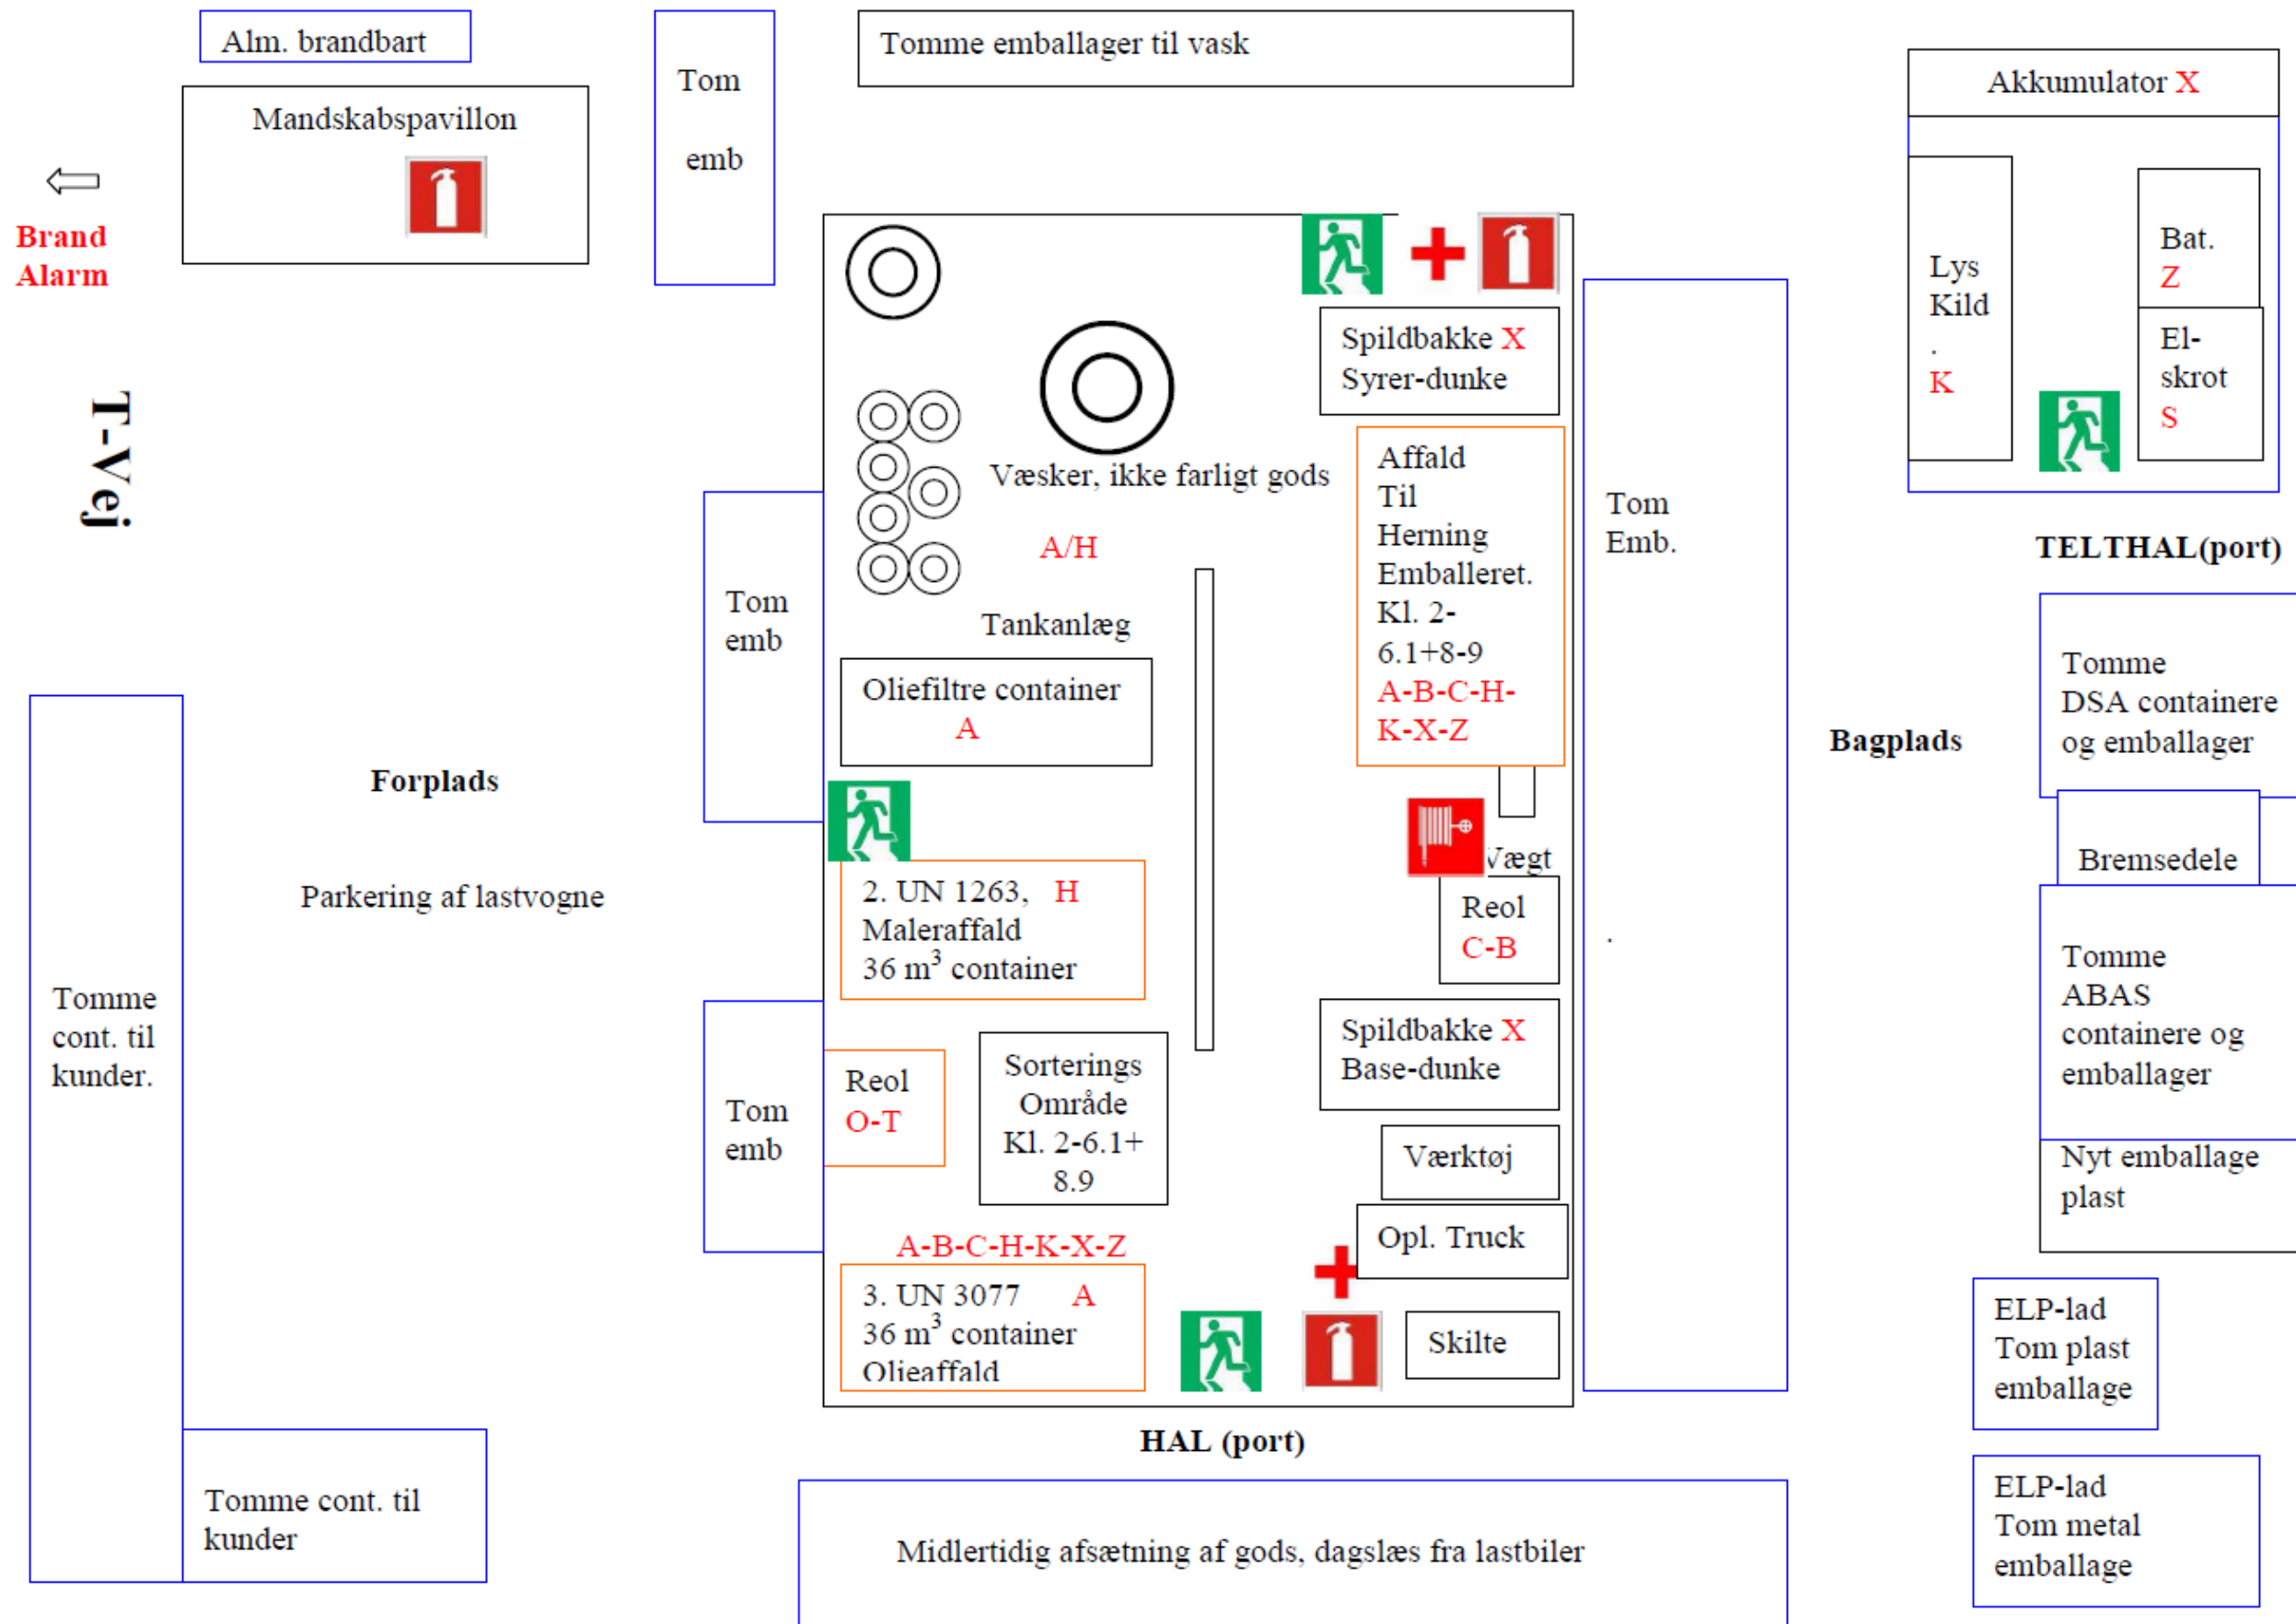 Alm. brandbart
Mandskabspavillon
Brand
Alarm
T-Vej
Tom
emb
Tomme emballager til vask
Akkumulator X
Lys
Kild
.
K
Bat.
Z
El-
skrot
S
TELTHAL(port)
Spildbakke X
Syrer-dunke
Væsker, ikke farligt gods
A/H
Tankanlæg
Affald
Til
Herning
Emballeret.
Kl. 2-
6.1+8-9
A-B-C-H-
K-X-Z
Tom
Emb.
.
Tom
emb
Oliefiltre container
A
Forplads
Parkering af lastvogne
Bagplads
Tomme
DSA containere
og emballager
Bremsedele
Tomme
ABAS
containere og
emballager
Nyt emballage
plast
2. UN 1263, H
Maleraffald
36 m³ container
Vægt
Reol
C-B
Tomme
cont. til
kunder.
Tom
emb
Reol
O-T
Sorterings
Område
Kl. 2-6.1+
8.9
Spildbakke X
Base-dunke
Værktøj
Opl. Truck
A-B-C-H-K-X-Z
3. UN 3077 A
36 m³ container
Olieaffald
Skilte
HAL (port)
ELP-lad
Tom plast
emballage
Tomme cont. til
kunder
Midlertidig afsætning af gods, dagslæs fra lastbiler
ELP-lad
Tom metal
emballage